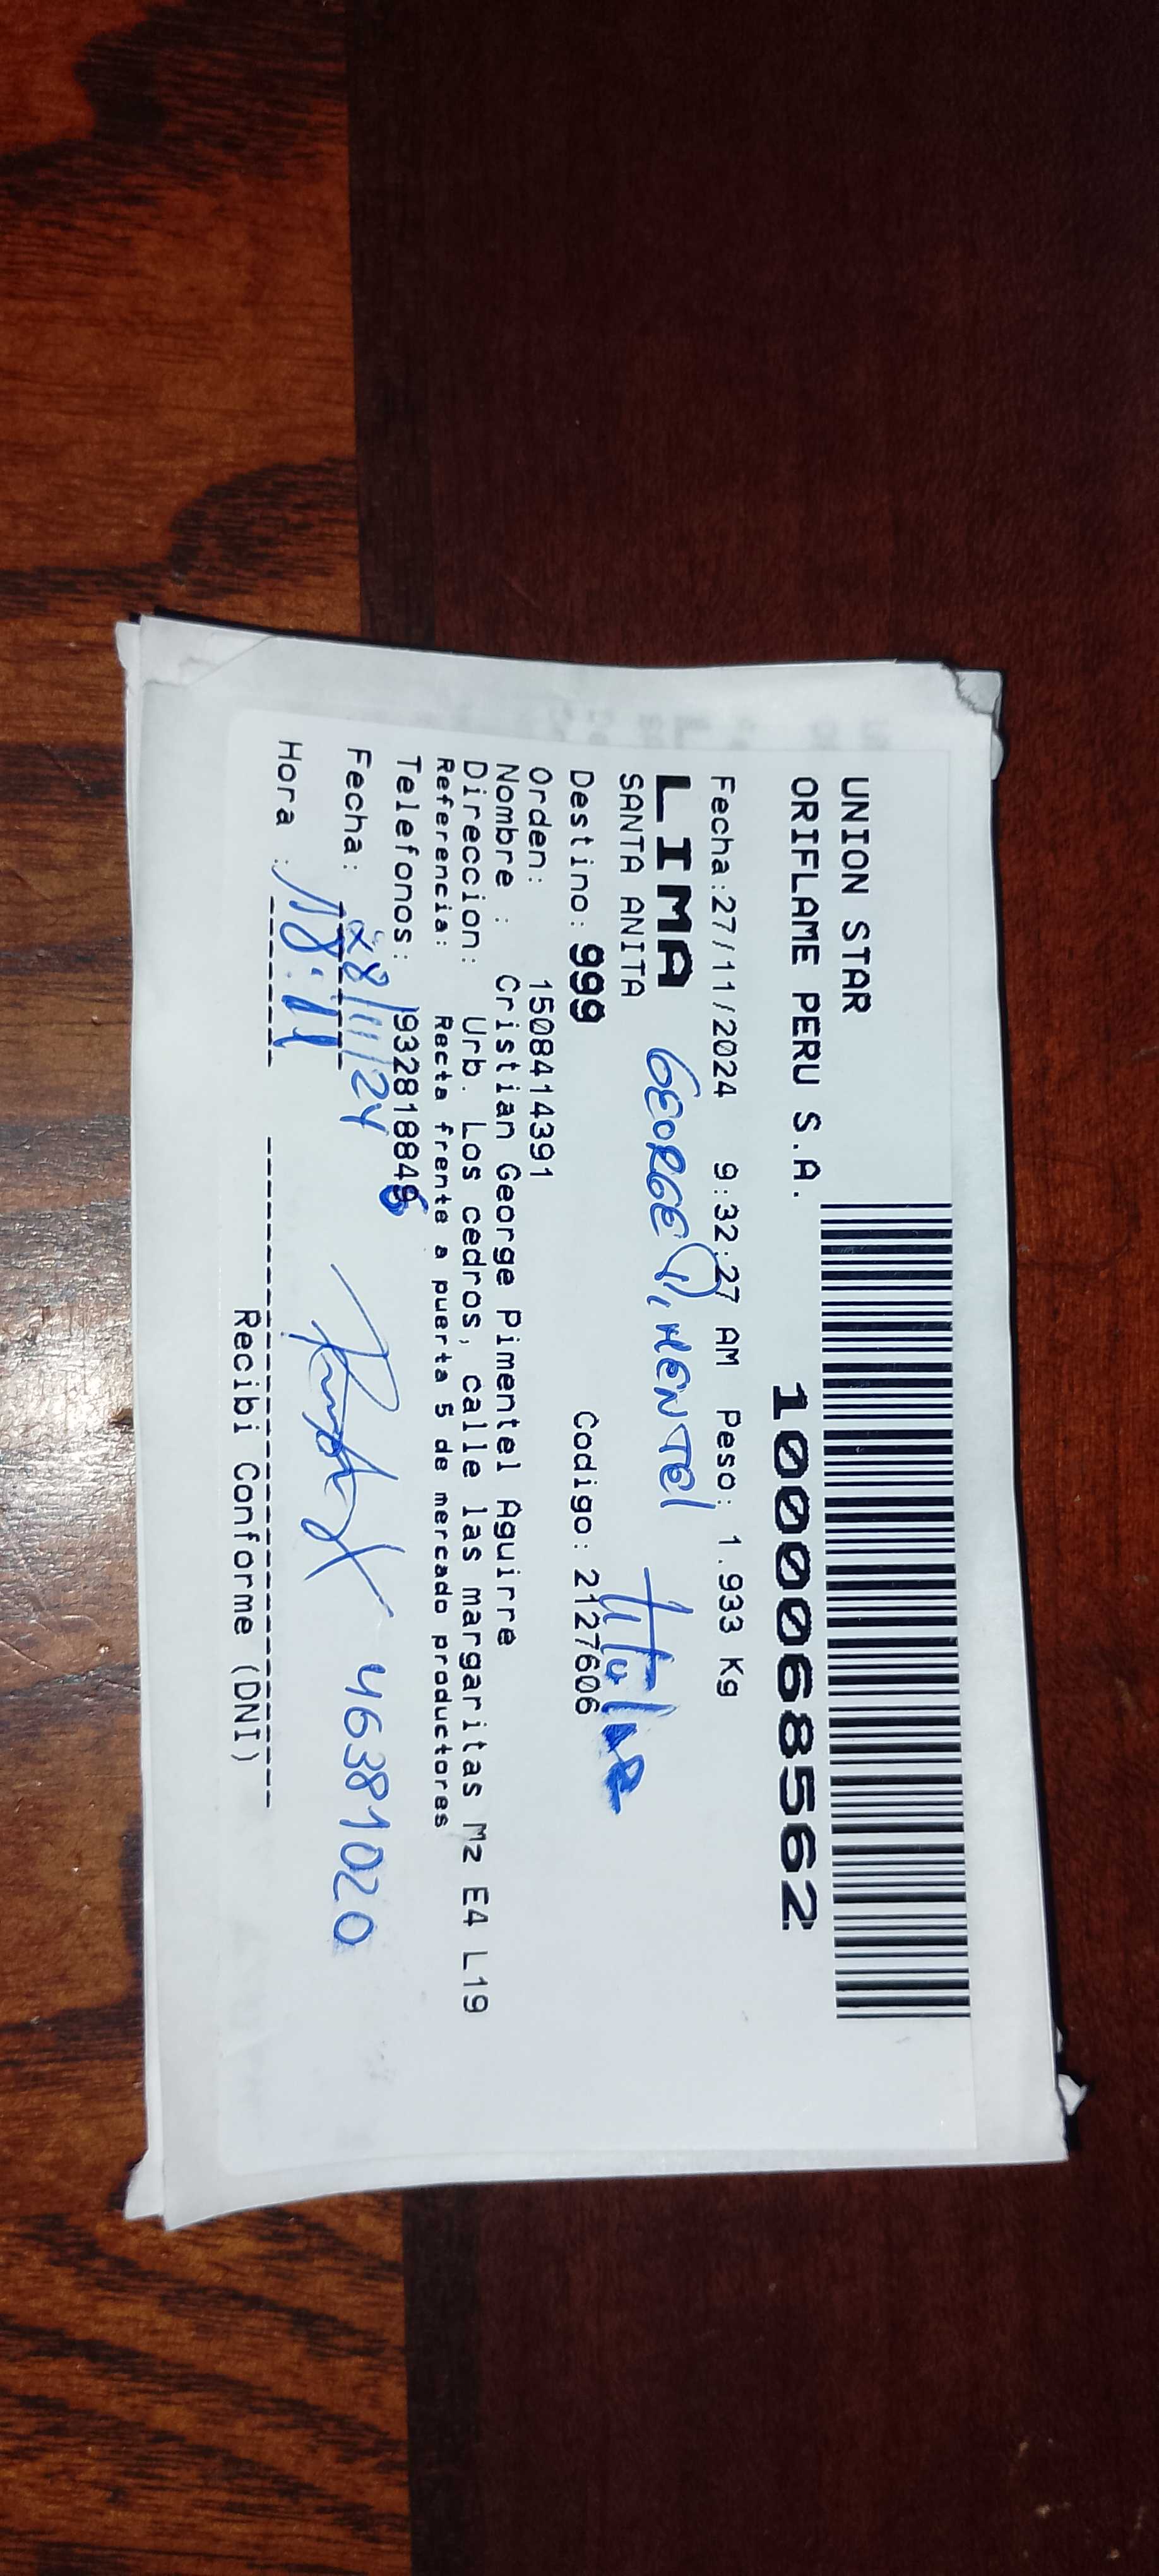 UNION STAR
ORIFLAME PERU S.A.
1000068562
Fecha:27/11/2024 9:32:27 AM Peso: 1.933 Kg
LIMA GEORGE PIMENTEl
SANTA ANITA titular
Destino: 999 Codigo: 2127606
Orden: 1508414391
Nombre : Cristian George Pimentel Aguirre
Direccion: Urb. Los cedros, calle las margaritas Mz E4 L19
Referencia: Recta frente a puerta 5 de mercado productores
Telefonos:
Fecha: 28/11/24 46381020
Hora : 18:11
Recibi Conforme (DNI)